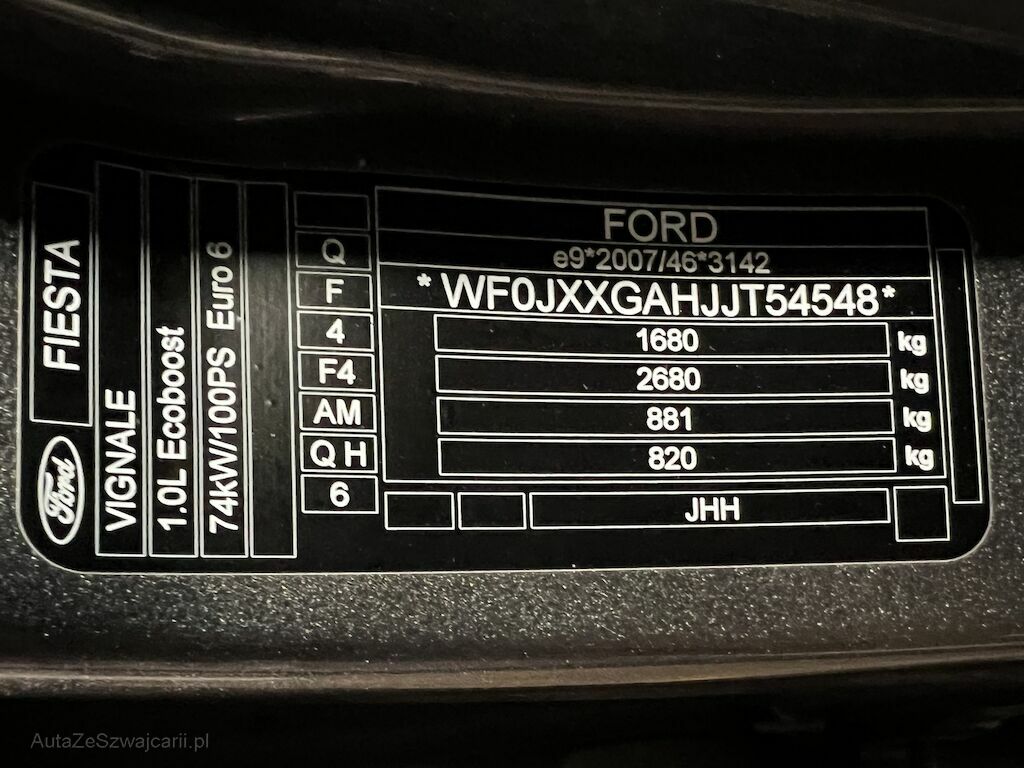 FORD
e9*2007/46*3142
*WF0JXXGAHJJT54548*
1680 kg
2680 kg
881 kg
820 kg
JHH
Q
F
4
F4
AM
Q H
6
FIESTA
Ford
VIGNALE
1.0L Ecoboost
74kW/100PS Euro 6
AutaZeSzwajcarii.pl